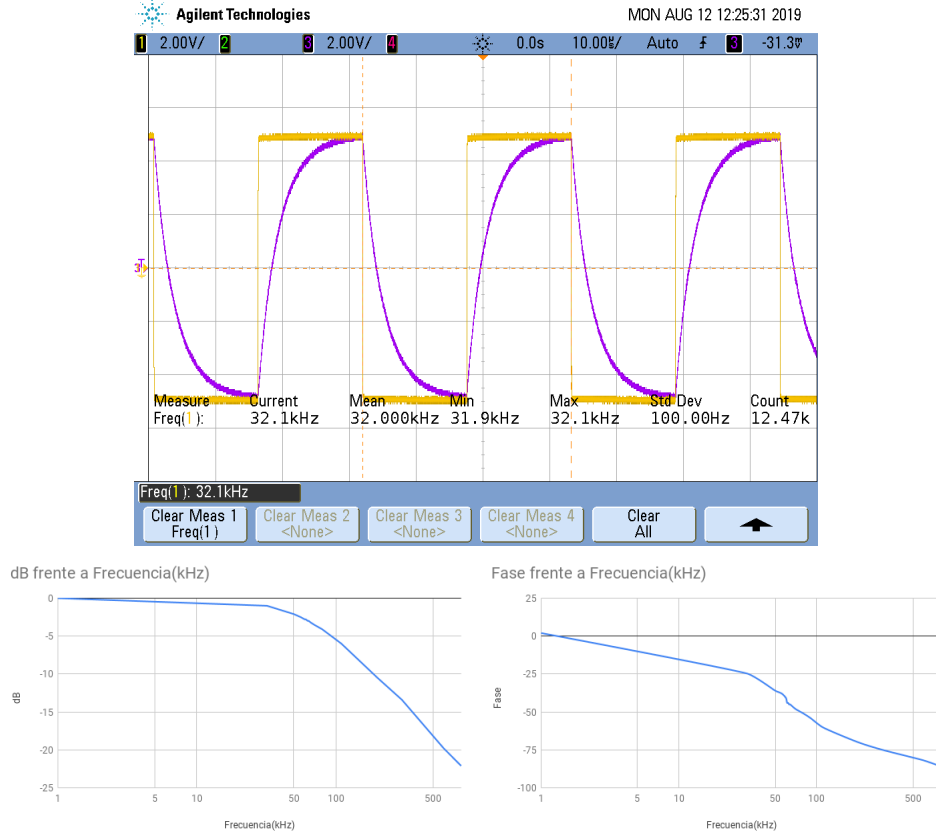 Agilent Technologies MON AUG 12 12:25:31 2019
1 2.00V/ 2 3 2.00V/ 4 0.0s 10.00µs/ Auto 3 -31.3mV
3 T
Measure Current Mean Min Max Std Dev Count
Freq(1): 32.1kHz 32.000kHz 31.9kHz 32.1kHz 100.00Hz 12.47k
Freq(1): 32.1kHz
Clear Meas 1 Clear Meas 2 Clear Meas 3 Clear Meas 4 Clear
Freq(1) <None> <None> <None> All
dB frente a Frecuencia(kHz)
0
-5
-10
-15
-20
-25
dB
1 5 10 50 100 500
Frecuencia(kHz)
Fase frente a Frecuencia(kHz)
25
0
-25
-50
-75
-100
Fase
1 5 10 50 100 500
Frecuencia(kHz)